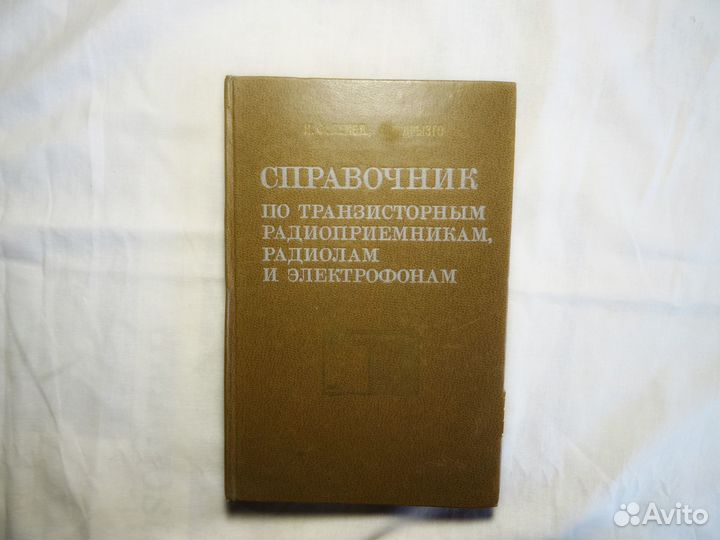 СПРАВОЧНИК
ПО ТРАНЗИСТОРНЫМ
РАДИОПРИЕМНИКАМ,
РАДИОЛАМ
И ЭЛЕКТРОФОНАМ
Avito